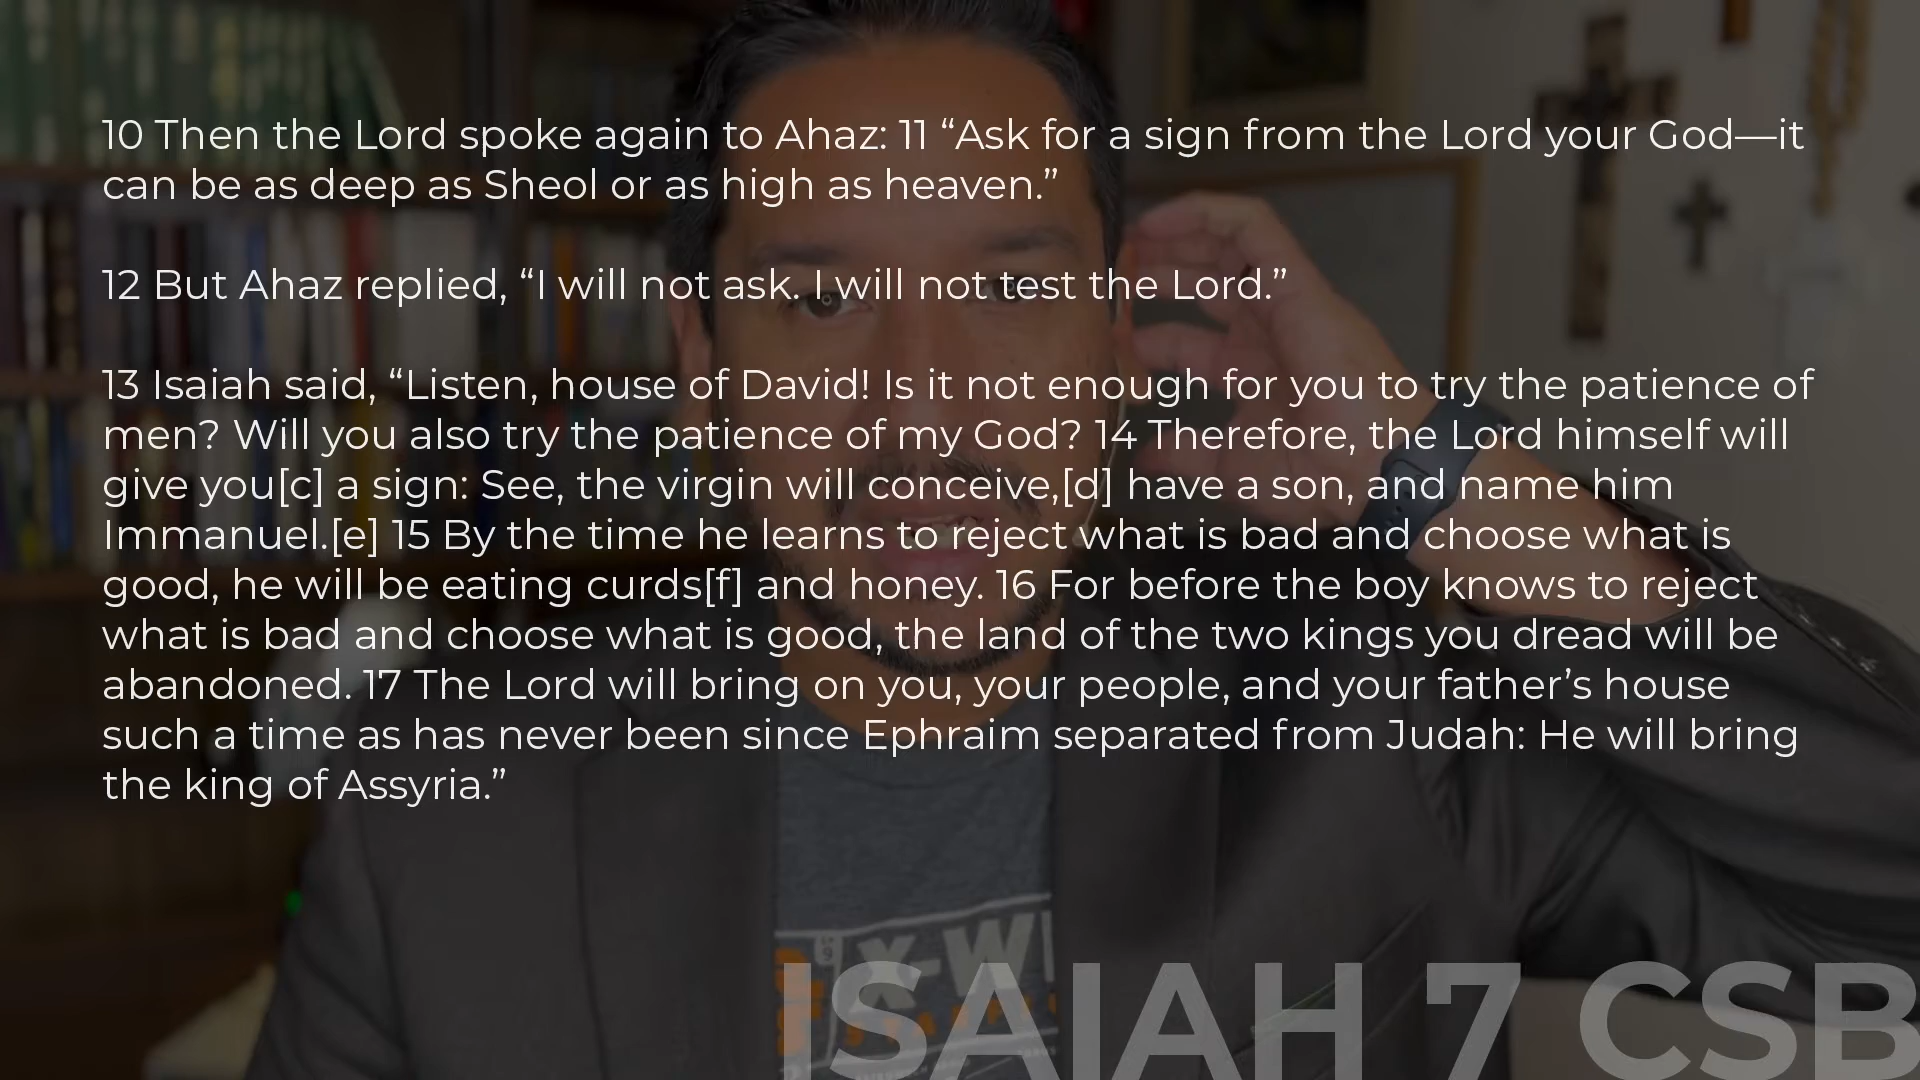 10 Then the Lord spoke again to Ahaz: 11 “Ask for a sign from the Lord your God—it
can be as deep as Sheol or as high as heaven.”
12 But Ahaz replied, “I will not ask. I will not test the Lord.”
13 Isaiah said, “Listen, house of David! Is it not enough for you to try the patience of
men? Will you also try the patience of my God? 14 Therefore, the Lord himself will
give you[c] a sign: See, the virgin will conceive,[d] have a son, and name him
Immanuel.[e] 15 By the time he learns to reject what is bad and choose what is
good, he will be eating curds[f] and honey. 16 For before the boy knows to reject
what is bad and choose what is good, the land of the two kings you dread will be
abandoned. 17 The Lord will bring on you, your people, and your father’s house
such a time as has never been since Ephraim separated from Judah: He will bring
the king of Assyria.”
X-WI
ISAIAH 7 CSB